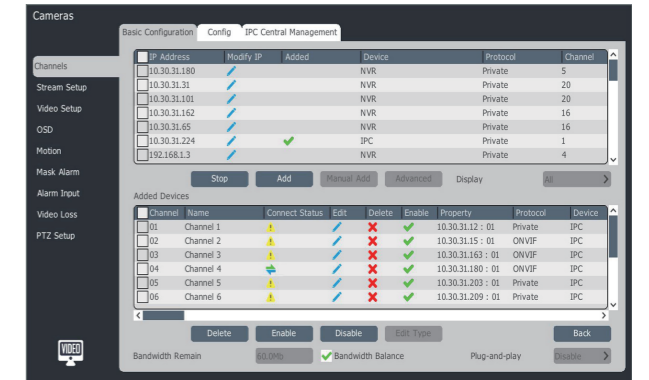 Cameras
Basic Configuration Config IPC Central Management
Channels
Stream Setup
Video Setup
OSD
Motion
Mask Alarm
Alarm Input
Video Loss
PTZ Setup
IP Address Modify IP Added Device Protocol Channel
10.30.31.180 NVR Private 5
10.30.31.31 NVR Private 20
10.30.31.101 NVR Private 20
10.30.31.162 NVR Private 16
10.30.31.65 NVR Private 16
10.30.31.224 IPC Private 1
192.168.1.3 NVR Private 4
Stop Add Manual Add Advanced Display All
Added Devices
Channel Name Connect Status Edit Delete Enable Property Protocol Device
01 Channel 1 10.30.31.12 : 01 Private IPC
02 Channel 2 10.30.31.15 : 01 ONVIF IPC
03 Channel 3 10.30.31.163 : 01 ONVIF IPC
04 Channel 4 10.30.31.180 : 01 ONVIF IPC
05 Channel 5 10.30.31.203 : 01 Private IPC
06 Channel 6 10.30.31.209 : 01 Private IPC
Delete Enable Disable Edit Type Back
Bandwidth Remain 60.0Mb Bandwidth Balance Plug-and-play Disable
VIDEO